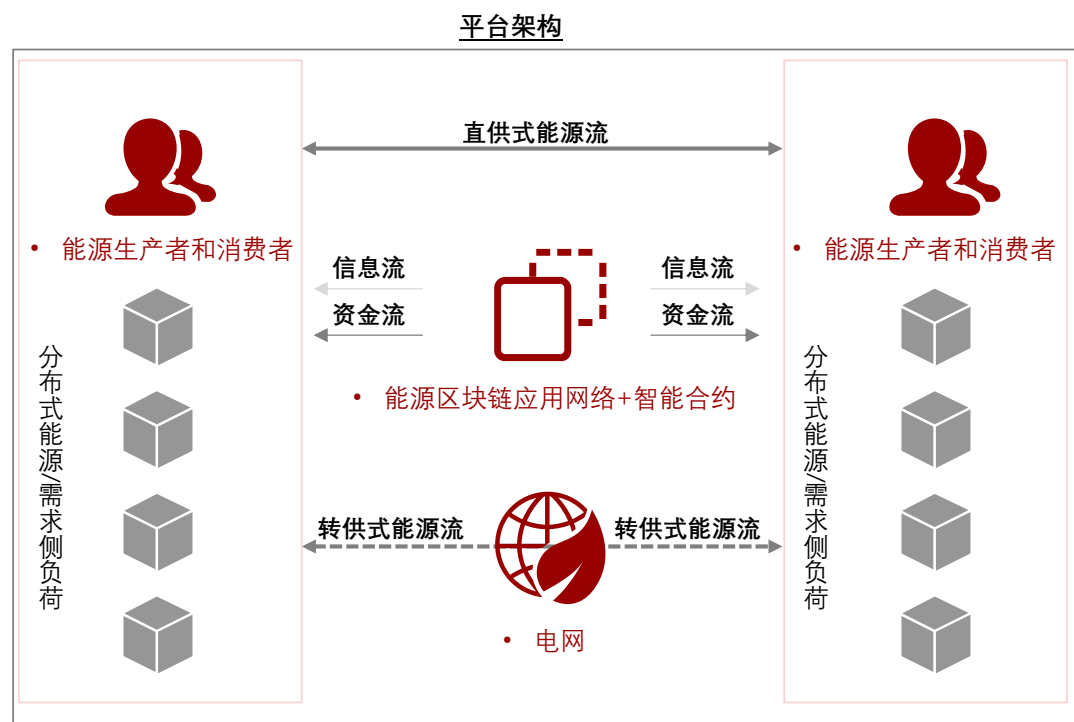 平台架构
直供式能源流
• 能源生产者和消费者
• 能源生产者和消费者
信息流
信息流
资金流
资金流
分布式能源/需求侧负荷
分布式能源/需求侧负荷
• 能源区块链应用网络+智能合约
转供式能源流
转供式能源流
• 电网